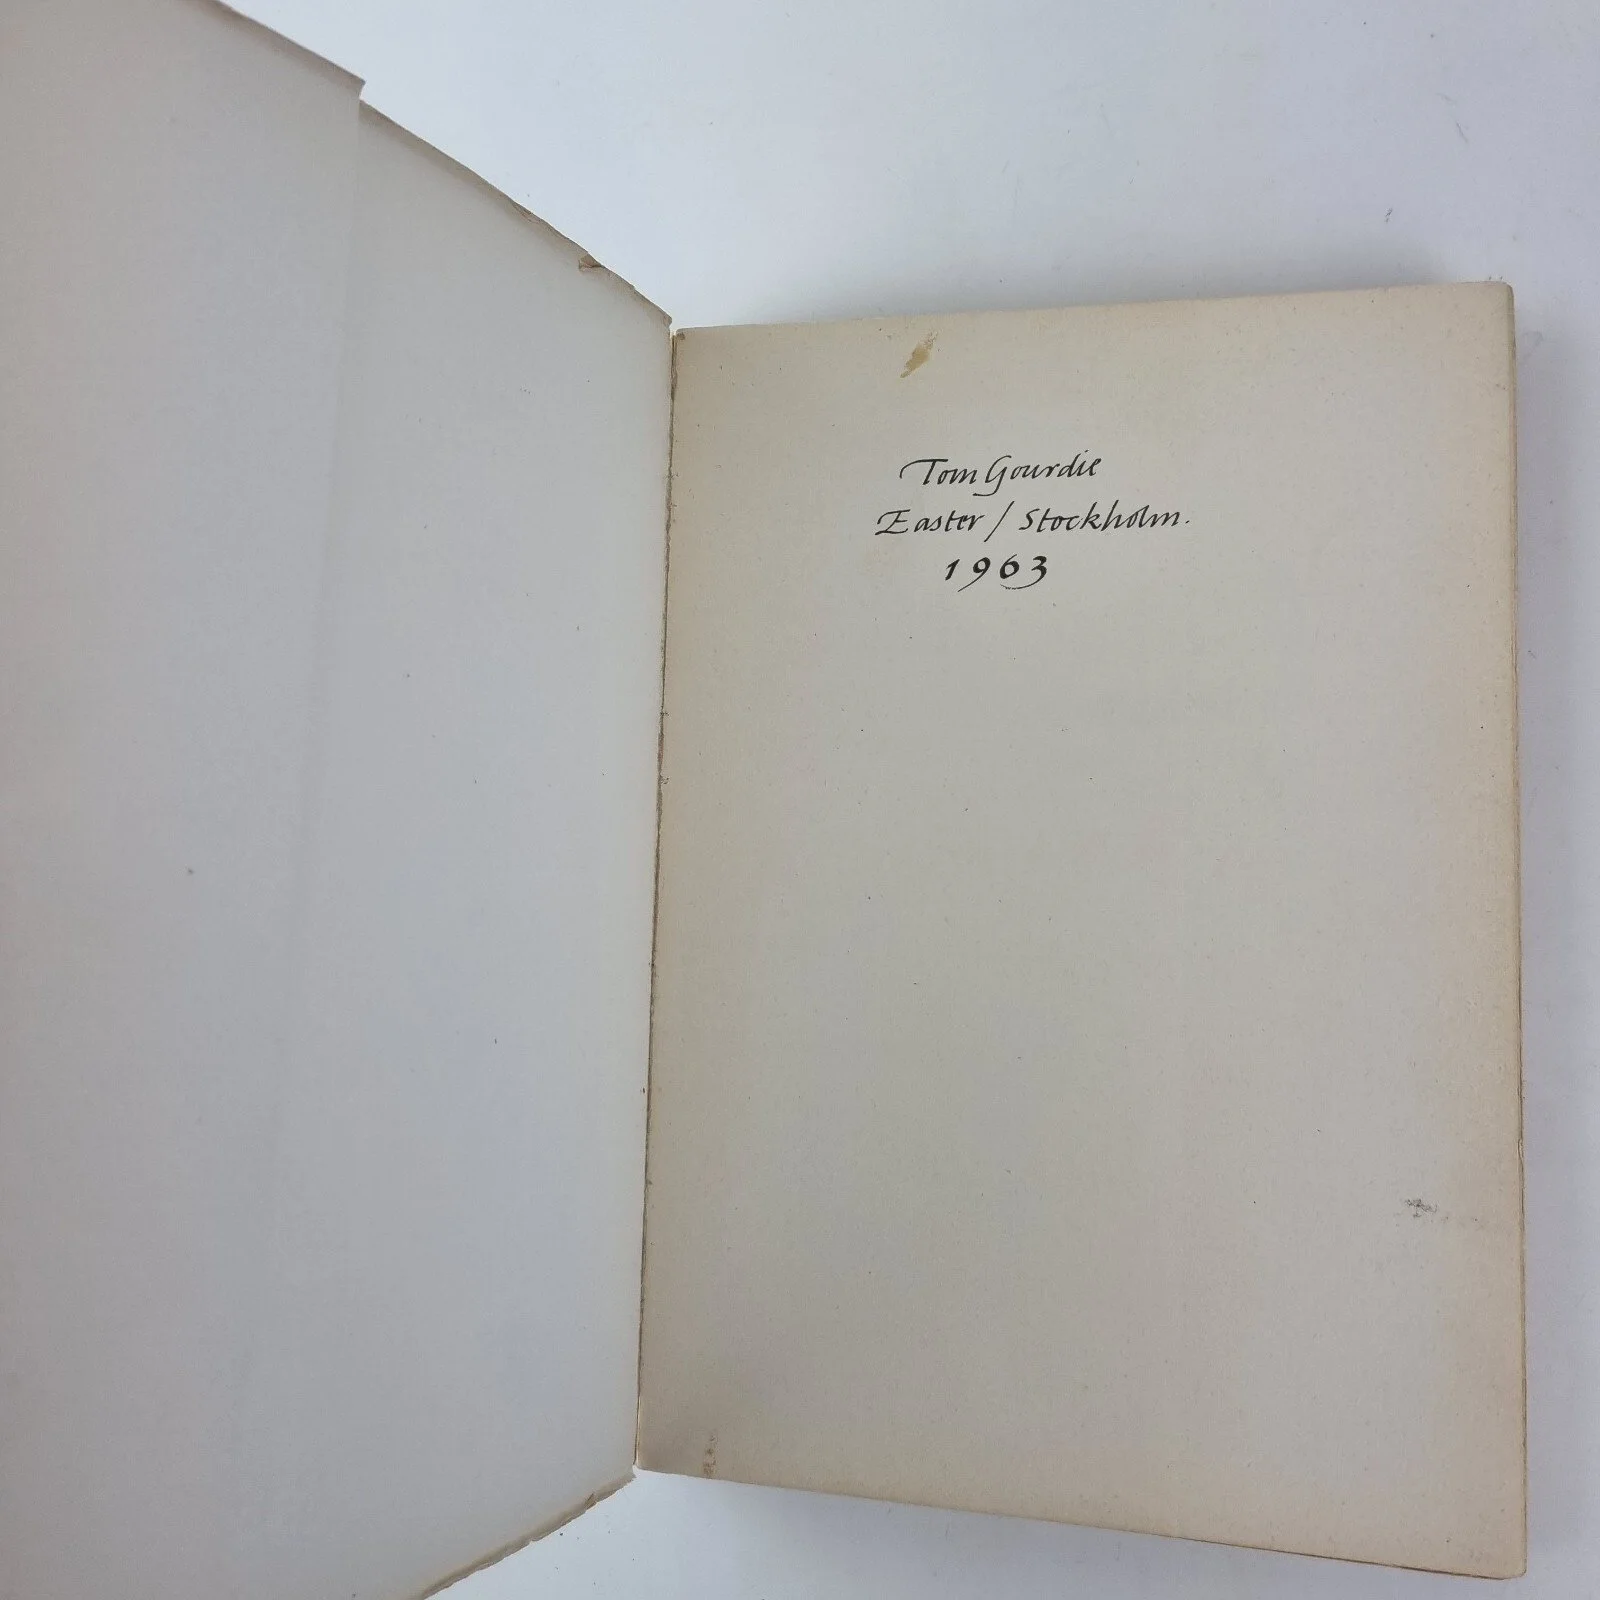 Tom Gourdie
Easter / Stockholm.
1963